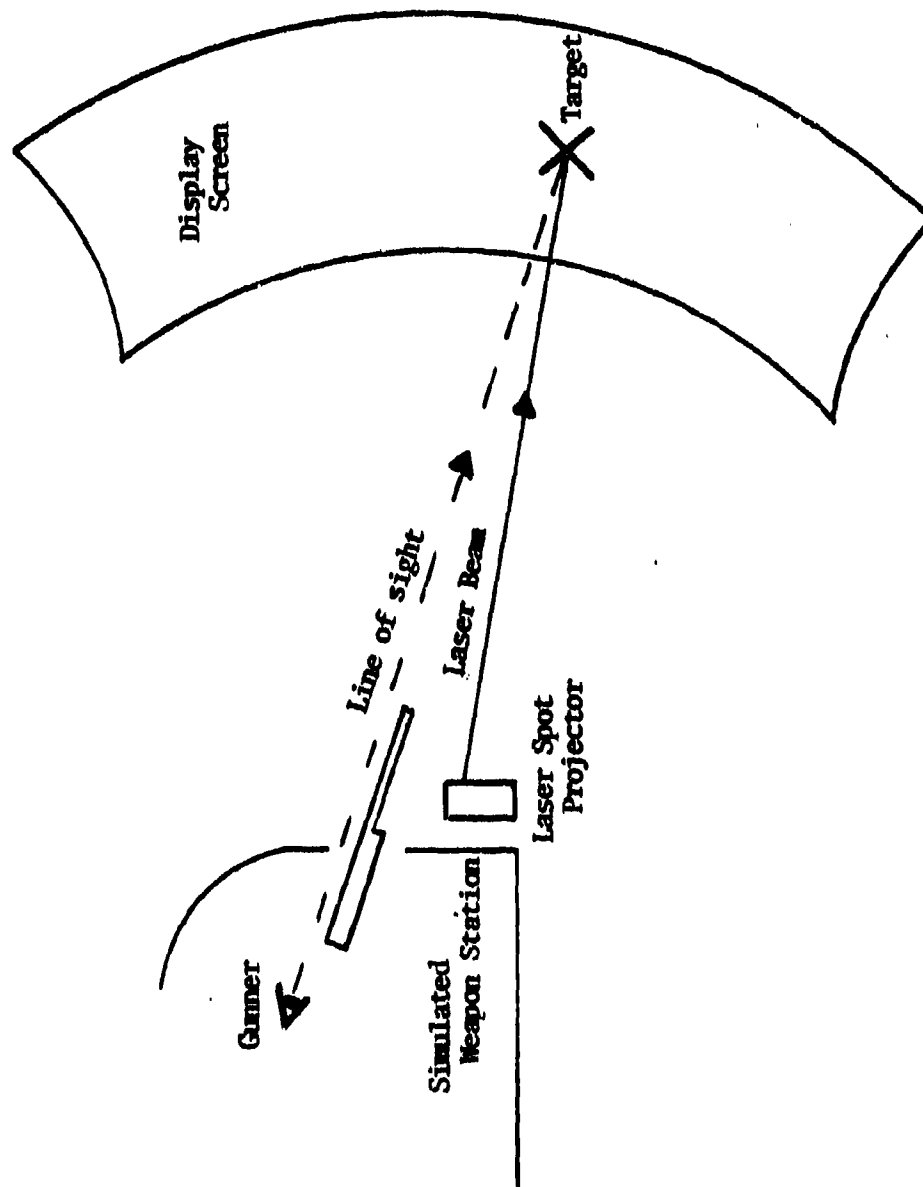 Display
Screen
Target
Line of sight
Laser Beam
Gunner
Laser Spot
Projector
Simulated
Weapon Station